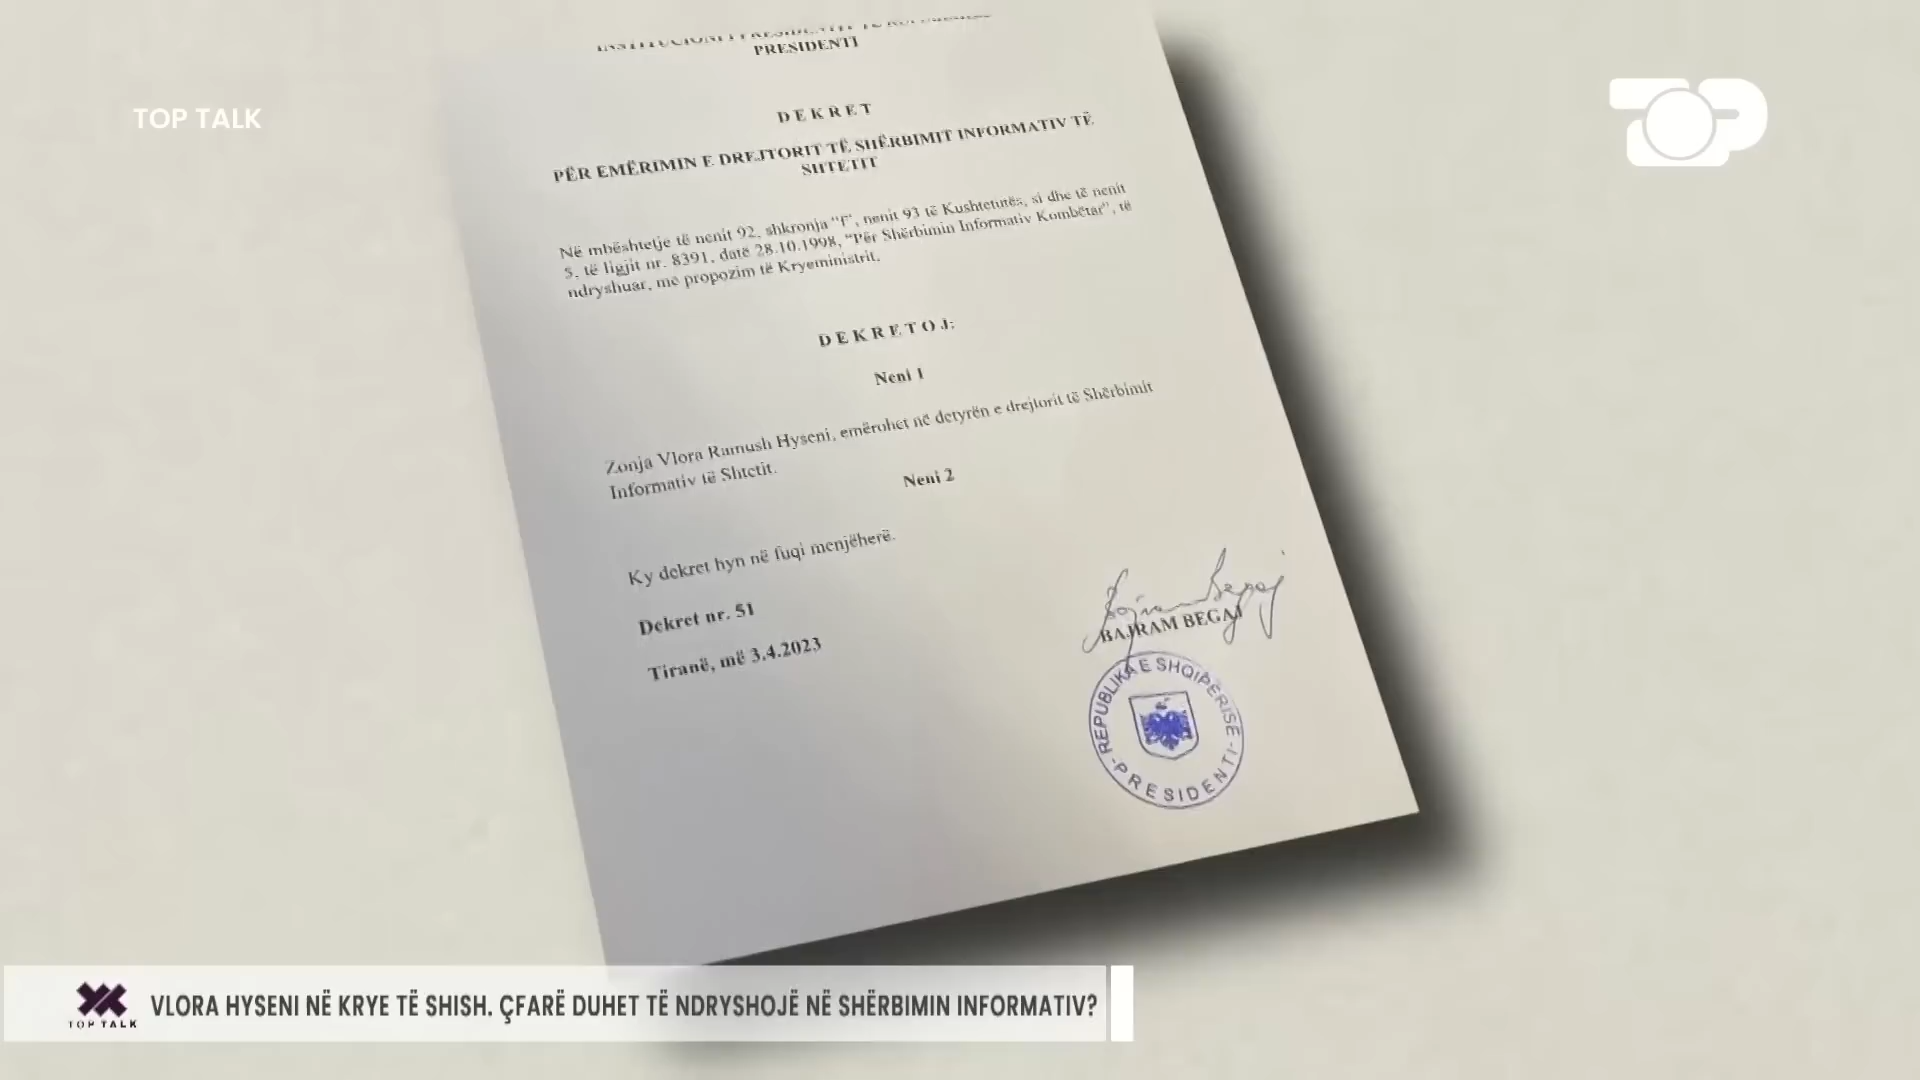 PRESIDENTI
TOP TALK
DEKRET
PËR EMËRIMIN E DREJTORIT TË SHËRBIMIT INFORMATIV TË
SHTETIT
Në mbështetje të nenit 92, shkronja "f", nenit 93 të Kushtetutës, si dhe të nenit
5, të ligjit nr. 8391, datë 28.10.1998, "Për Shërbimin Informativ Kombëtar", të
ndryshuar, me propozim të Kryeministrit,
DEKRETOJ:
Neni 1
Zonja Vlora Ramush Hyseni, emërohet në detyrën e drejtorit të Shërbimit
Informativ të Shtetit.
Neni 2
Ky dekret hyn në fuqi menjëherë.
Dekret nr. 51
Tiranë, më 3.4.2023
Bajram Begaj
BAJRAM BEGAJ
REPUBLIKA E SHQIPËRISË
- PRESIDENTI -
TOP TALK
VLORA HYSENI NË KRYE TË SHISH. ÇFARË DUHET TË NDRYSHOJË NË SHËRBIMIN INFORMATIV?